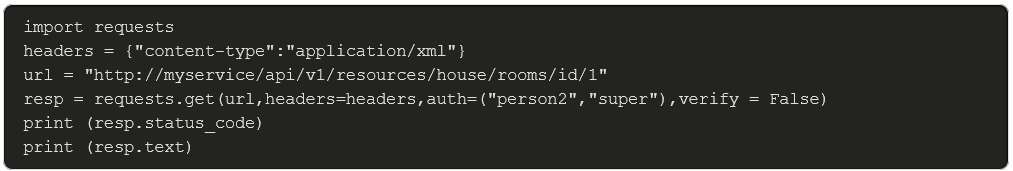 import requests
headers = {"content-type":"application/xml"}
url = "http://myservice/api/v1/resources/house/rooms/id/1"
resp = requests.get(url,headers=headers,auth=("person2","super"),verify = False)
print (resp.status_code)
print (resp.text)